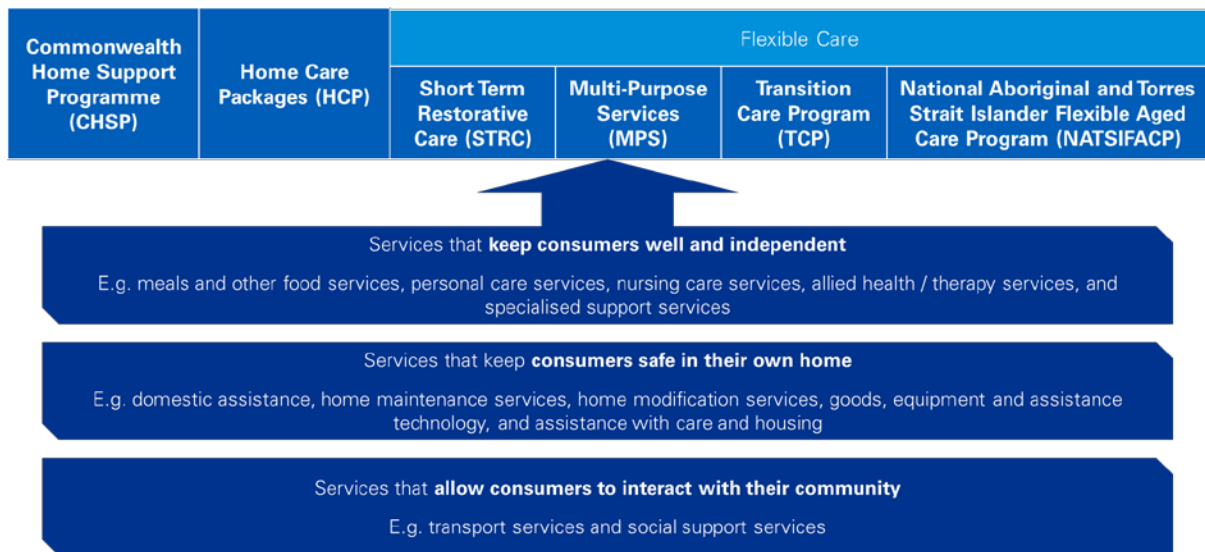 Commonwealth
Home Support
Programme
(CHSP)
Home Care
Packages (HCP)
Flexible Care
Short Term
Restorative
Care (STRC)
Multi-Purpose
Services
(MPS)
Transition
Care Program
(TCP)
National Aboriginal and Torres
Strait Islander Flexible Aged
Care Program (NATSIFACP)
Services that keep consumers well and independent
E.g. meals and other food services, personal care services, nursing care services, allied health / therapy services, and
specialised support services
Services that keep consumers safe in their own home
E.g. domestic assistance, home maintenance services, home modification services, goods, equipment and assistance
technology, and assistance with care and housing
Services that allow consumers to interact with their community
E.g. transport services and social support services